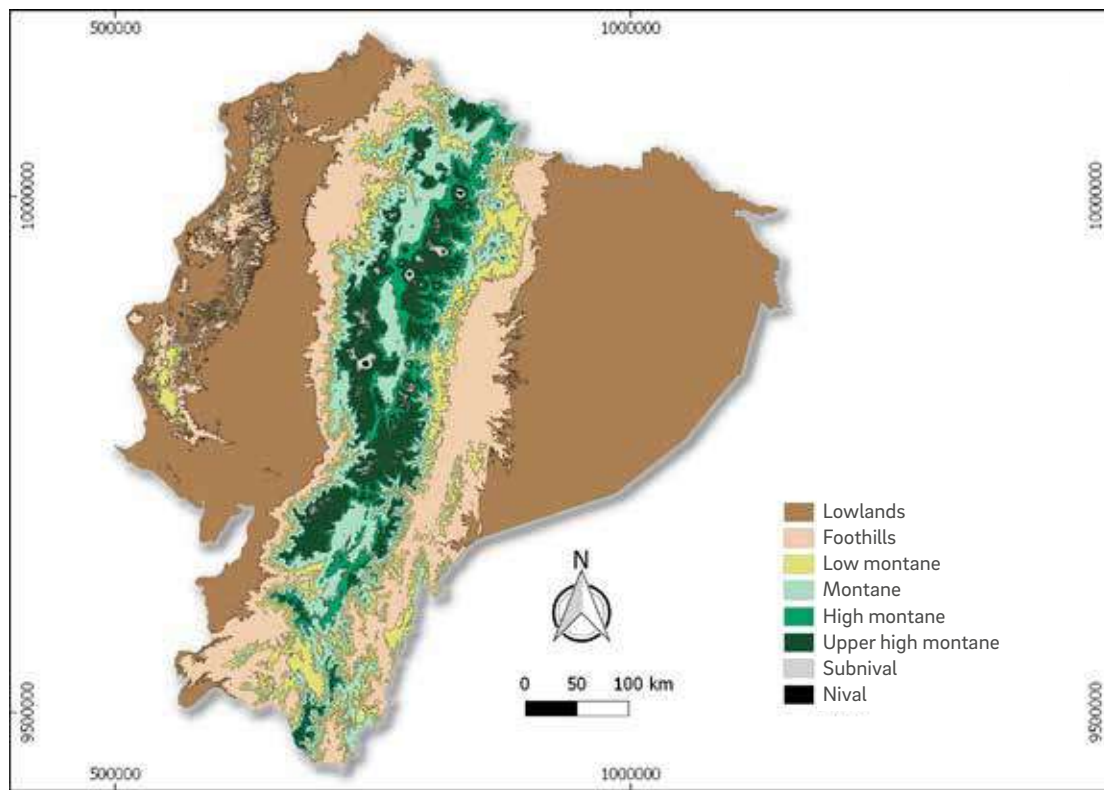 500000 1000000
10000000 10000000
Lowlands
Foothills
Low montane
Montane
High montane
Upper high montane
Subnival
Nival
N
0 50 100 km
9500000 9500000
500000 1000000